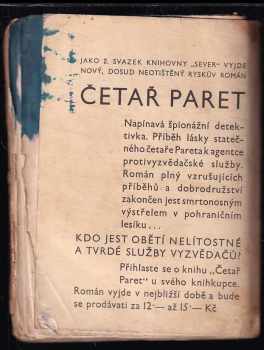 JAKO 2. SVAZEK KNIHOVNY „SEVER" VYJDE
NOVÝ, DOSUD NEOTIŠTĚNÝ RYSKŮV ROMÁN
ČETAŘ PARET
Napínavá špionážní detek-
tivka. Příběh lásky stateč-
ného četaře Pareta k agentce
protivyzvědačské služby.
Román plný vzrušujících
příběhů a dobrodružství
zakončen jest smrtonosným
výstřelem v pohraničním
lesíku...
KDO JEST OBĚTÍ NELÍTOSTNÉ
A TVRDÉ SLUŽBY VYZVĚDAČŮ?
Přihlaste se o knihu „Četař
Paret" u svého knihkupce.
Román vyjde v nejbližší době a bude
se prodávati za 12·— až 15·— Kč